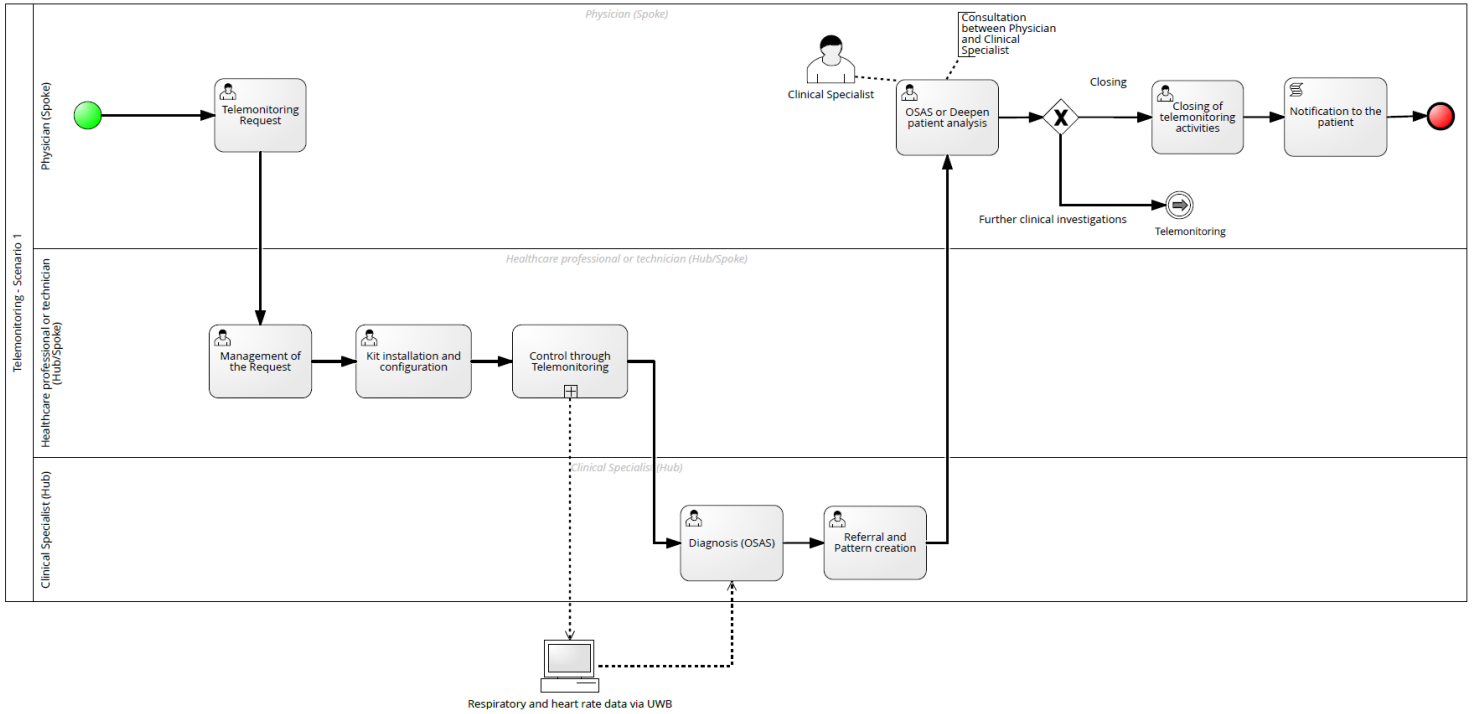 Telemonitoring - Scenario 1
Physician (Spoke)
Physician (Spoke)
Telemonitoring
Request
Clinical Specialist
Consultation
between Physician
and Clinical
Specialist
OSAS or Deepen
patient analysis
X
Closing
Closing of
telemonitoring
activities
Notification to the
patient
Further clinical investigations
Telemonitoring
Healthcare professional or technician
(Hub/Spoke)
Healthcare professional or technician (Hub/Spoke)
Management of
the Request
Kit installation and
configuration
Control through
Telemonitoring
Clinical Specialist (Hub)
Clinical Specialist (Hub)
Diagnosis (OSAS)
Referral and
Pattern creation
Respiratory and heart rate data via UWB